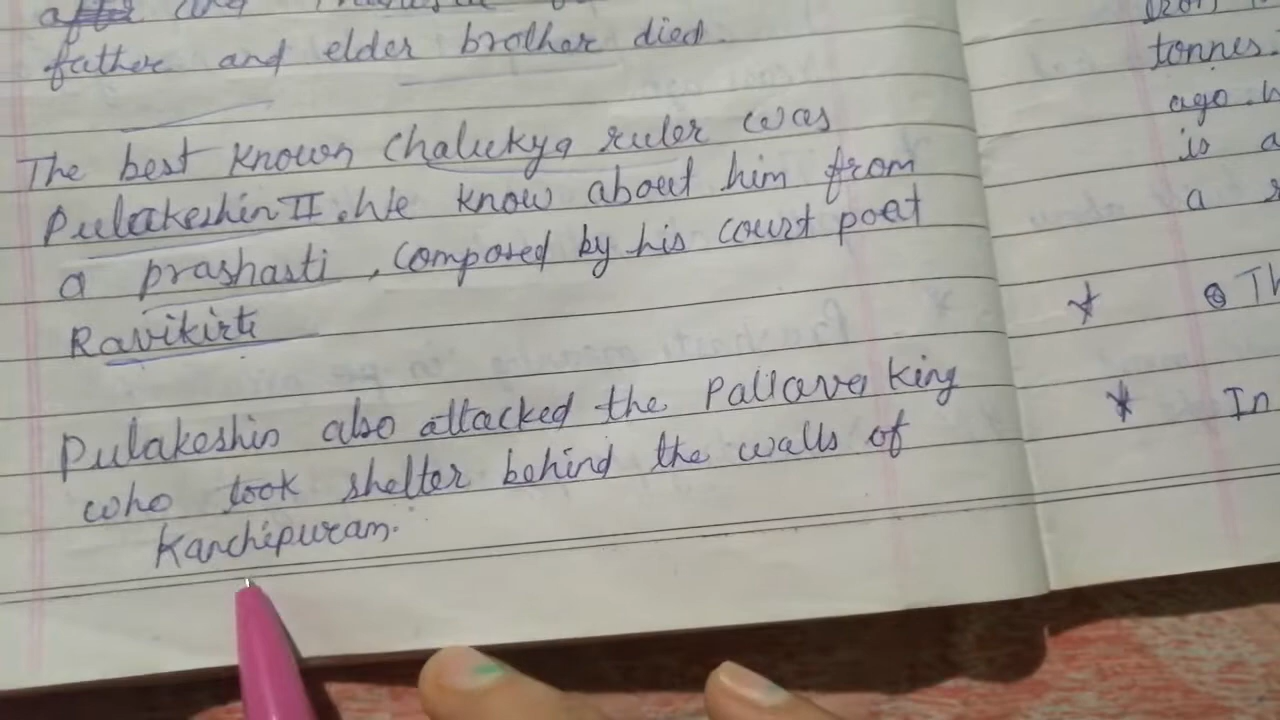 father and elder brother died.
The best known Chalukya ruler was
Pulakeshin II. We know about him from
a prashasti, composed by his court poet
Ravikirti
Pulakeshin also attacked the Pallava king
who took shelter behind the walls of
Kanchipuram.
tonnes.
ago.
is a
a
* Th
* In